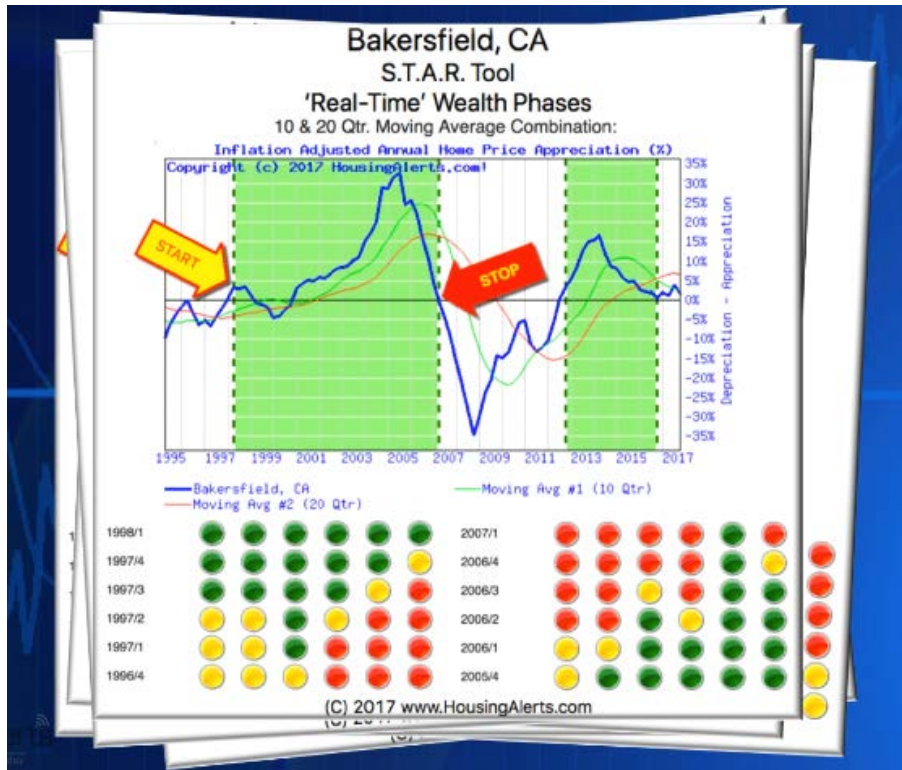 Bakersfield, CA
S.T.A.R. Tool
'Real-Time' Wealth Phases
10 & 20 Qtr. Moving Average Combination:
Inflation Adjusted Annual Home Price Appreciation (%)
Copyright (c) 2017 HousingAlerts.com!
START
STOP
35%
30%
25%
20%
15%
10%
5%
0%
-5%
-10%
-15%
-20%
-25%
-30%
-35%
Depreciation - Appreciation
1995 1997 1999 2001 2003 2005 2007 2009 2011 2013 2015 2017
Bakersfield, CA Moving Avg #1 (10 Qtr)
Moving Avg #2 (20 Qtr)
1998/1 2007/1
1997/4 2006/4
1997/3 2006/3
1997/2 2006/2
1997/1 2006/1
1996/4 2005/4
(C) 2017 www.HousingAlerts.com